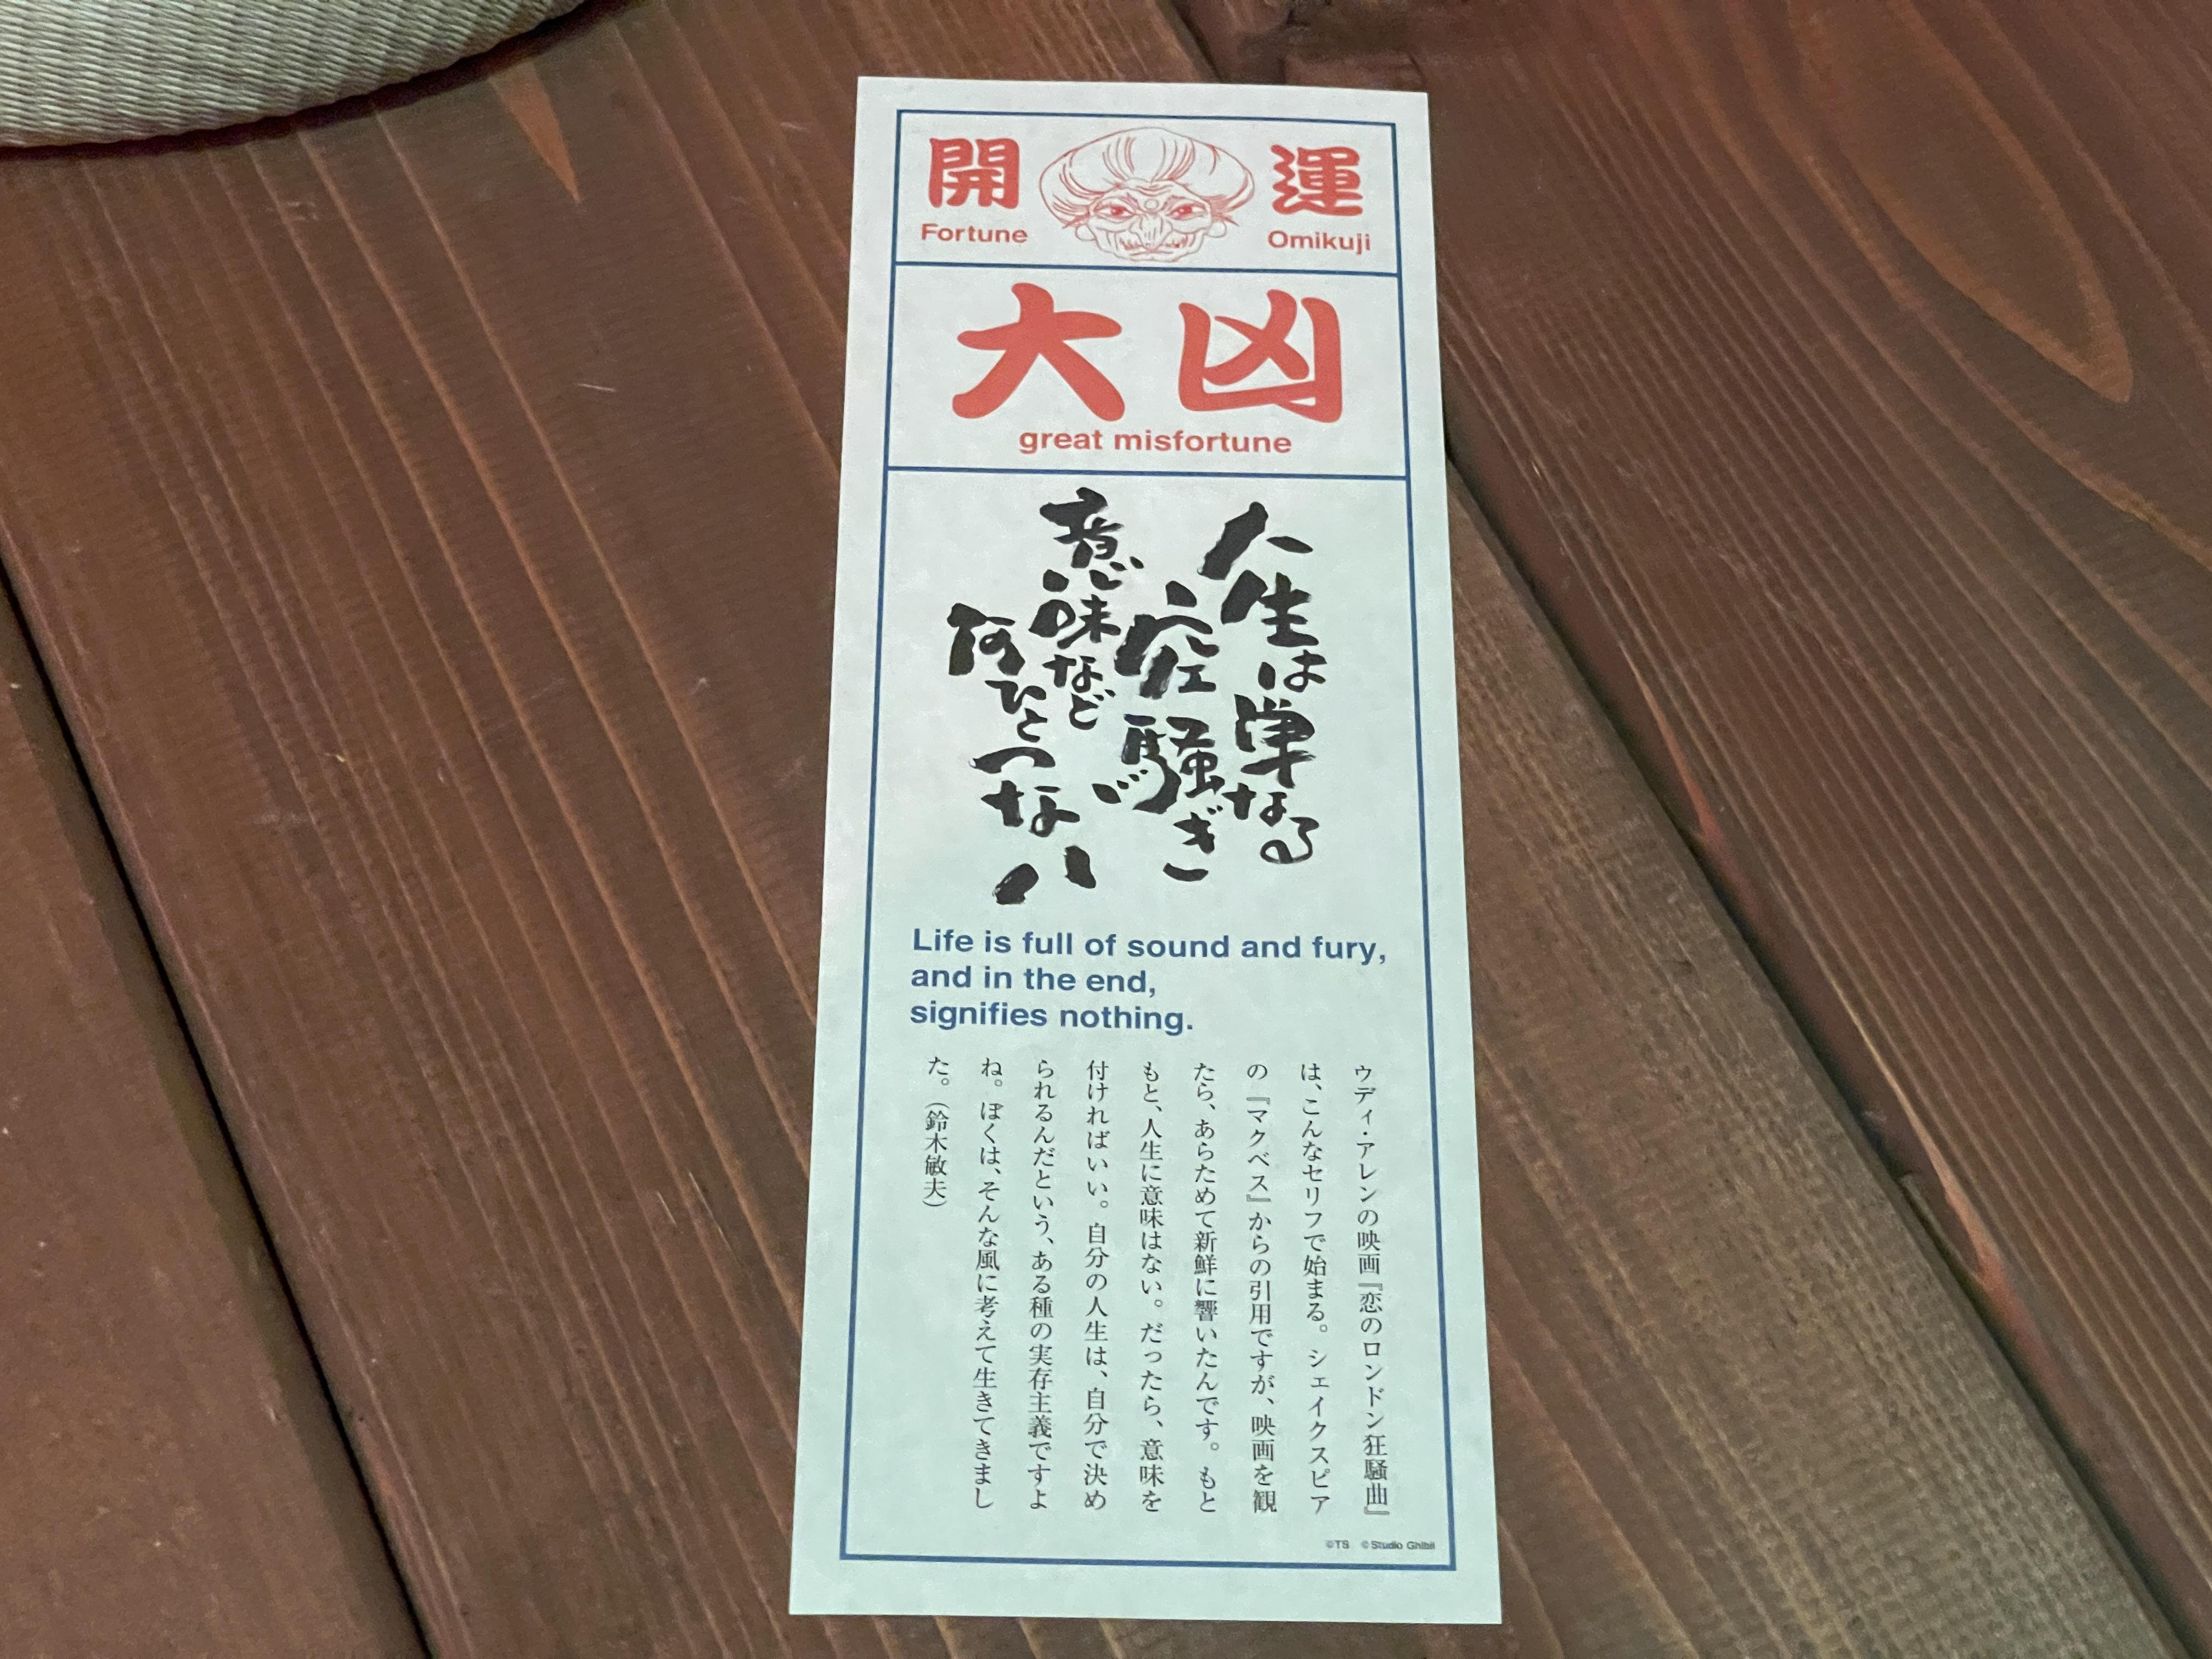 開運
Fortune Omikuji
大凶
great misfortune
人生は単なる
空騒ぎ
意味など
何ひとつない
Life is full of sound and fury,
and in the end,
signifies nothing.
ウディ・アレンの映画『恋のロンドン狂騒曲』
は、こんなセリフで始まる。シェイクスピア
の『マクベス』からの引用ですが、映画を観
たら、あらためて新鮮に響いたんです。もと
もと、人生に意味はない。だったら、意味を
付ければいい。自分の人生は、自分で決め
られるんだという、ある種の実存主義ですよ
ね。ぼくは、そんな風に考えて生きてきまし
た。（鈴木敏夫）
©TS ©Studio Ghibli